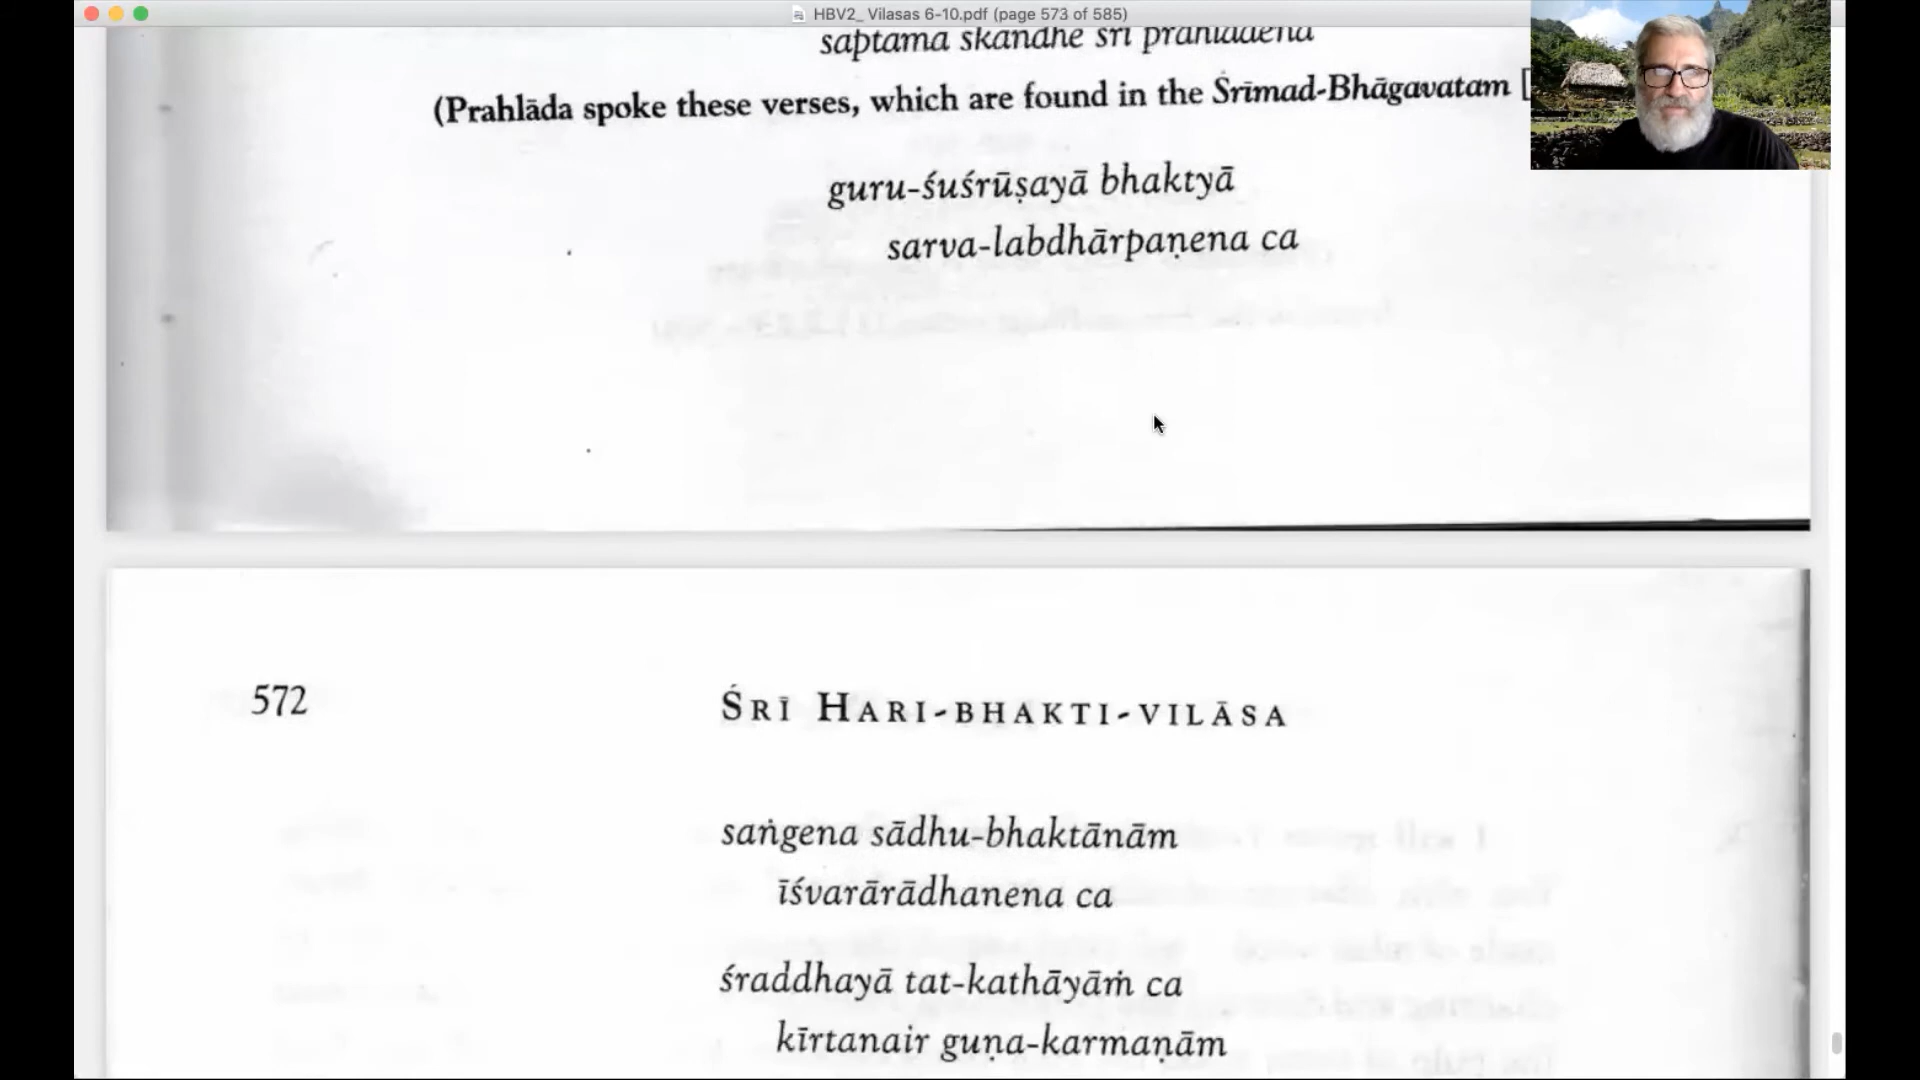 HBV2_ Vilasas 6-10.pdf (page 573 of 585)
saptama skandhe śrī prahlādena
(Prahlāda spoke these verses, which are found in the Śrīmad-Bhāgavatam [
guru-śuśrūṣayā bhaktyā
sarva-labdhārpaṇena ca
572
ŚRĪ HARI-BHAKTI-VILĀSA
saṅgena sādhu-bhaktānām
īśvarārādhanena ca
śraddhayā tat-kathāyāṁ ca
kīrtanair guṇa-karmaṇām